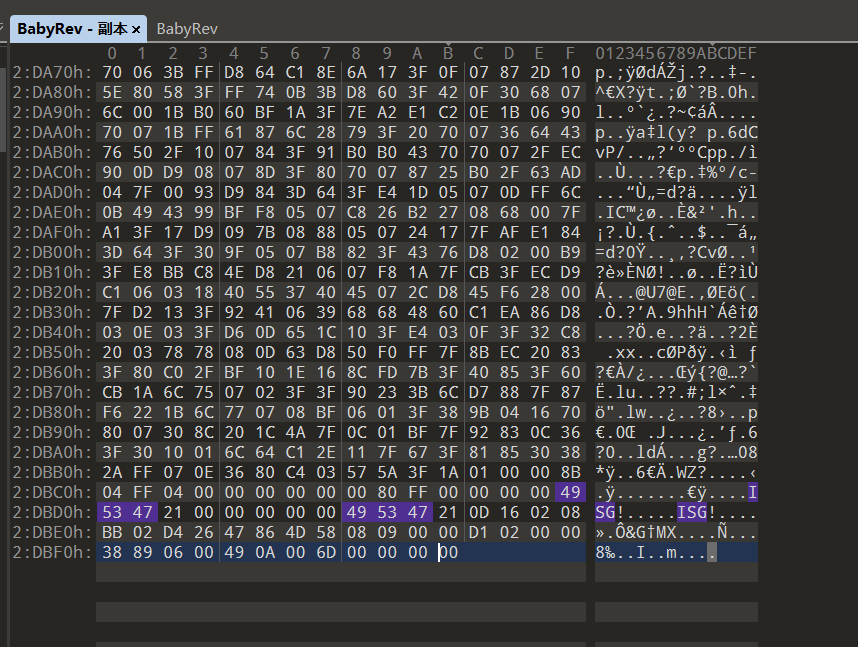 BabyRev - 副本 × BabyRev
0 1 2 3 4 5 6 7 8 9 A B C D E F 0123456789ABCDEF
2:DA70h: 70 06 3B FF D8 64 C1 8E 6A 17 3F 0F 07 87 2D 10 p.;ÿØdÁŽj.?..‡-.
2:DA80h: 5E 80 58 3F FF 74 0B 3B D8 60 3F 42 0F 30 68 07 ^€X?ÿt.;Ø`?B.0h.
2:DA90h: 6C 00 1B B0 60 BF 1A 3F 7E A2 E1 C2 0E 1B 06 90 l..°`¿.?~¢áÂ....
2:DAA0h: 70 07 1B FF 61 87 6C 28 79 3F 20 70 07 36 64 43 p..ÿa‡l(y? p.6dC
2:DAB0h: 76 50 2F 10 07 84 3F 91 B0 B0 43 70 70 07 2F EC vP/..„?‘°°Cpp./ì
2:DAC0h: 90 0D D9 08 07 8D 3F 80 70 07 87 25 B0 2F 63 AD ..Ù...?€p.‡%°/c-
2:DAD0h: 04 7F 00 93 D9 84 3D 64 3F E4 1D 05 07 0D FF 6C ...“Ù„=d?ä....ÿl
2:DAE0h: 0B 49 43 99 BF F8 05 07 C8 26 B2 27 08 68 00 7F .IC™¿ø..È&²'.h..
2:DAF0h: A1 3F 17 D9 09 7B 08 88 05 07 24 17 7F AF E1 84 ¡?.Ù.{.ˆ..$..¯á„
2:DB00h: 3D 64 3F 30 9F 05 07 B8 82 3F 43 76 D8 02 00 B9 =d?0Ÿ..¸‚?CvØ..¹
2:DB10h: 3F E8 BB C8 4E D8 21 06 07 F8 1A 7F CB 3F EC D9 ?è»ÈNØ!..ø..Ë?ìÙ
2:DB20h: C1 06 03 18 40 55 37 40 45 07 2C D8 45 F6 28 00 Á...@U7@E.,ØEö(.
2:DB30h: 7F D2 13 3F 92 41 06 39 68 68 48 60 C1 EA 86 D8 .Ò.?’A.9hhH`Áê†Ø
2:DB40h: 03 0E 03 3F D6 0D 65 1C 10 3F E4 03 0F 3F 32 C8 ...?Ö.e..?ä..?2È
2:DB50h: 20 03 78 78 08 0D 63 D8 50 F0 FF 7F 8B EC 20 83 .xx..cØPðÿ.‹ì ƒ
2:DB60h: 3F 80 C0 2F BF 10 1E 16 8C FD 7B 3F 40 85 3F 60 ?€À/¿...Œý{?@…?`
2:DB70h: CB 1A 6C 75 07 02 3F 3F 90 23 3B 6C D7 88 7F 87 Ë.lu..??.#;l׈.‡
2:DB80h: F6 22 1B 6C 77 07 08 BF 06 01 3F 38 9B 04 16 70 ö".lw..¿..?8›..p
2:DB90h: 80 07 30 8C 20 1C 4A 7F 0C 01 BF 7F 92 83 0C 36 €.0Œ .J...¿.’ƒ.6
2:DBA0h: 3F 30 10 01 6C 64 C1 2E 11 7F 67 3F 81 85 30 38 ?0..ldÁ...g?.…08
2:DBB0h: 2A FF 07 0E 36 80 C4 03 57 5A 3F 1A 01 00 00 8B *ÿ..6€Ä.WZ?....‹
2:DBC0h: 04 FF 04 00 00 00 00 00 00 80 FF 00 00 00 00 49 .ÿ.......€ÿ....I
2:DBD0h: 53 47 21 00 00 00 00 00 49 53 47 21 0D 16 02 08 SG!.....ISG!....
2:DBE0h: BB 02 D4 26 47 86 4D 58 08 09 00 00 D1 02 00 00 ».Ô&G†MX....Ñ...
2:DBF0h: 38 89 06 00 49 0A 00 6D 00 00 00 00 8‰..I..m....